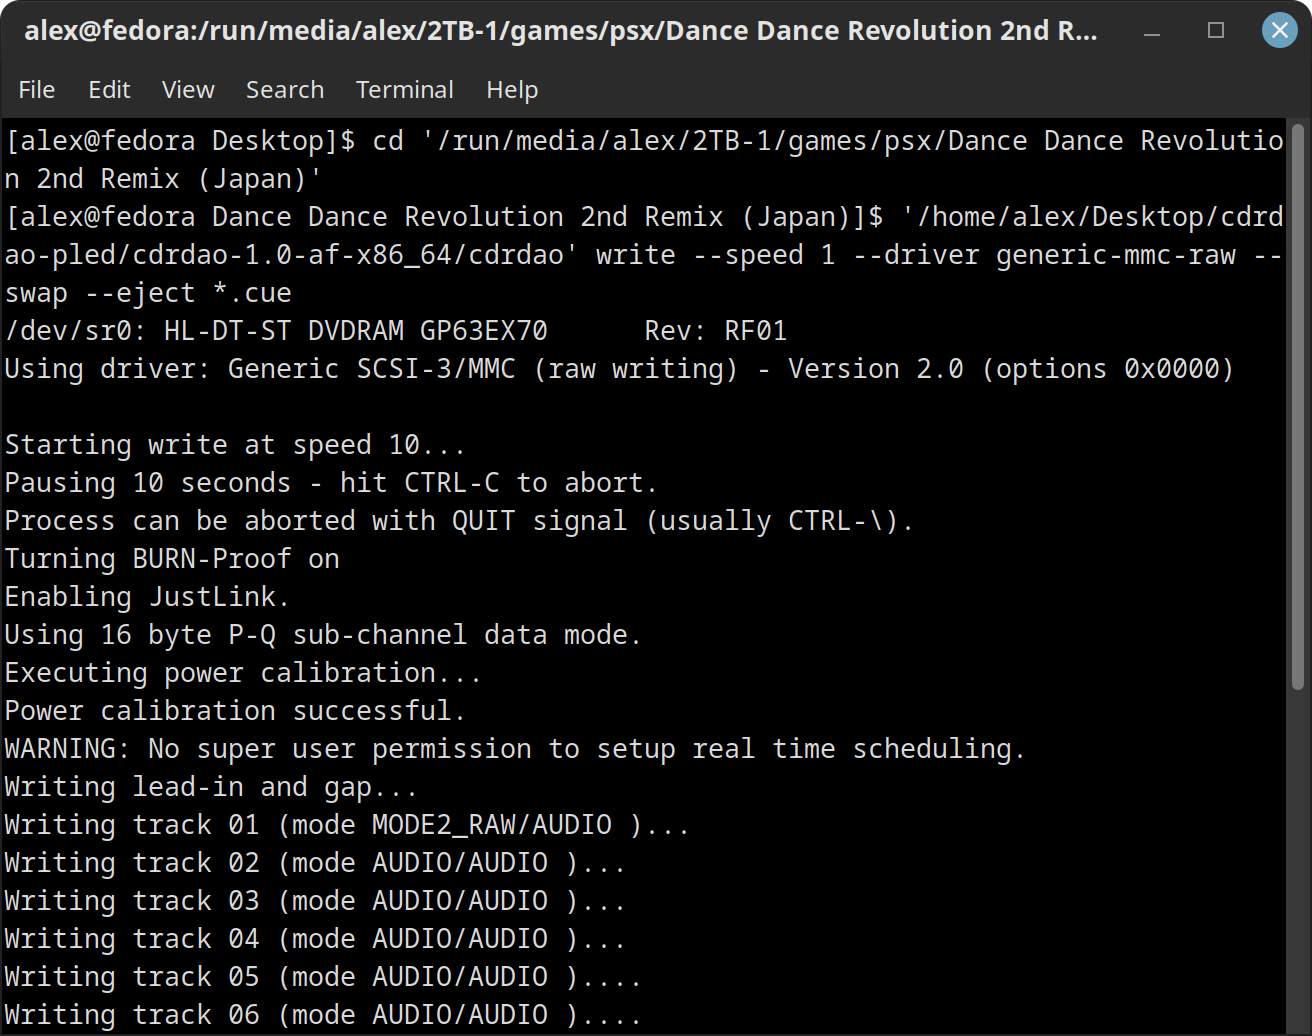 alex@fedora:/run/media/alex/2TB-1/games/psx/Dance Dance Revolution 2nd R...
File Edit View Search Terminal Help
[alex@fedora Desktop]$ cd '/run/media/alex/2TB-1/games/psx/Dance Dance Revolutio
n 2nd Remix (Japan)'
[alex@fedora Dance Dance Revolution 2nd Remix (Japan)]$ '/home/alex/Desktop/cdrd
ao-pled/cdrdao-1.0-af-x86_64/cdrdao' write --speed 1 --driver generic-mmc-raw --
swap --eject *.cue
/dev/sr0: HL-DT-ST DVDRAM GP63EX70      Rev: RF01
Using driver: Generic SCSI-3/MMC (raw writing) - Version 2.0 (options 0x0000)

Starting write at speed 10...
Pausing 10 seconds - hit CTRL-C to abort.
Process can be aborted with QUIT signal (usually CTRL-\).
Turning BURN-Proof on
Enabling JustLink.
Using 16 byte P-Q sub-channel data mode.
Executing power calibration...
Power calibration successful.
WARNING: No super user permission to setup real time scheduling.
Writing lead-in and gap...
Writing track 01 (mode MODE2_RAW/AUDIO )...
Writing track 02 (mode AUDIO/AUDIO )...
Writing track 03 (mode AUDIO/AUDIO )...
Writing track 04 (mode AUDIO/AUDIO )...
Writing track 05 (mode AUDIO/AUDIO )....
Writing track 06 (mode AUDIO/AUDIO )....